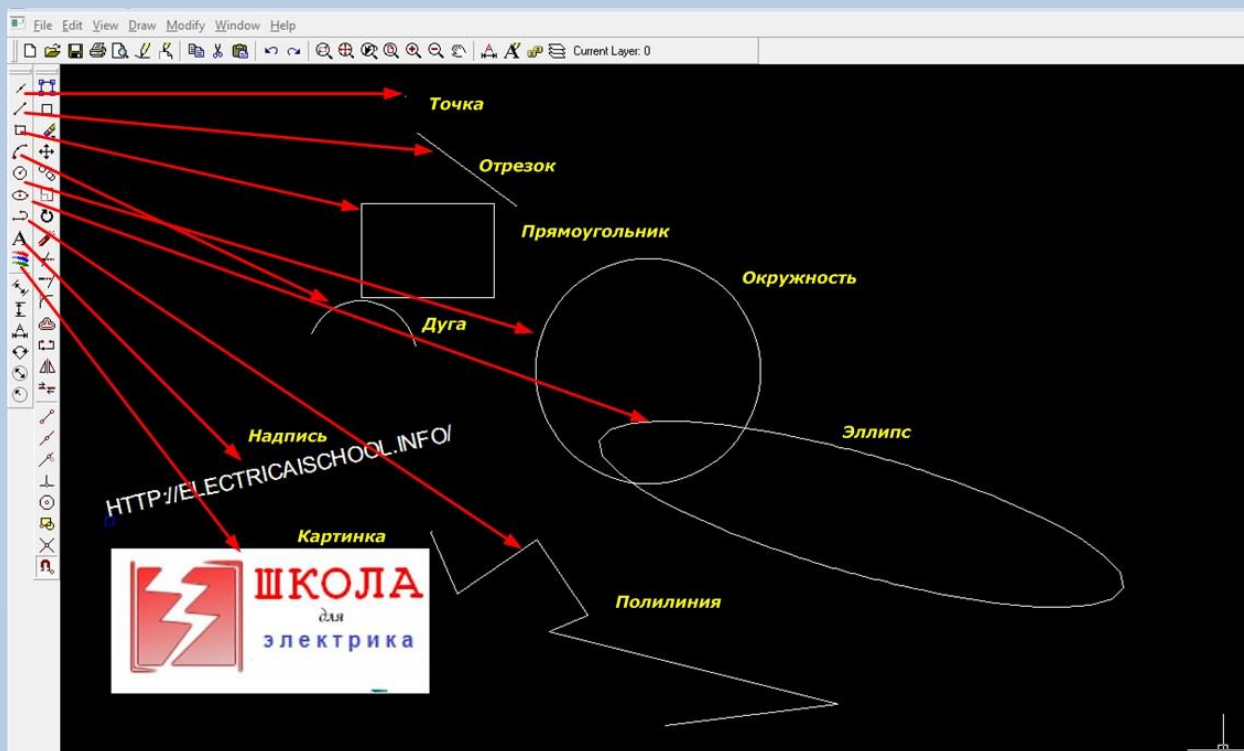 File Edit View Draw Modify Window Help
Current Layer: 0
Точка
Отрезок
Прямоугольник
Окружность
Дуга
Надпись
HTTP://ELECTRICAISCHOOL.INFO/
Эллипс
Картинка
ШКОЛА
для
электрика
Полилиния